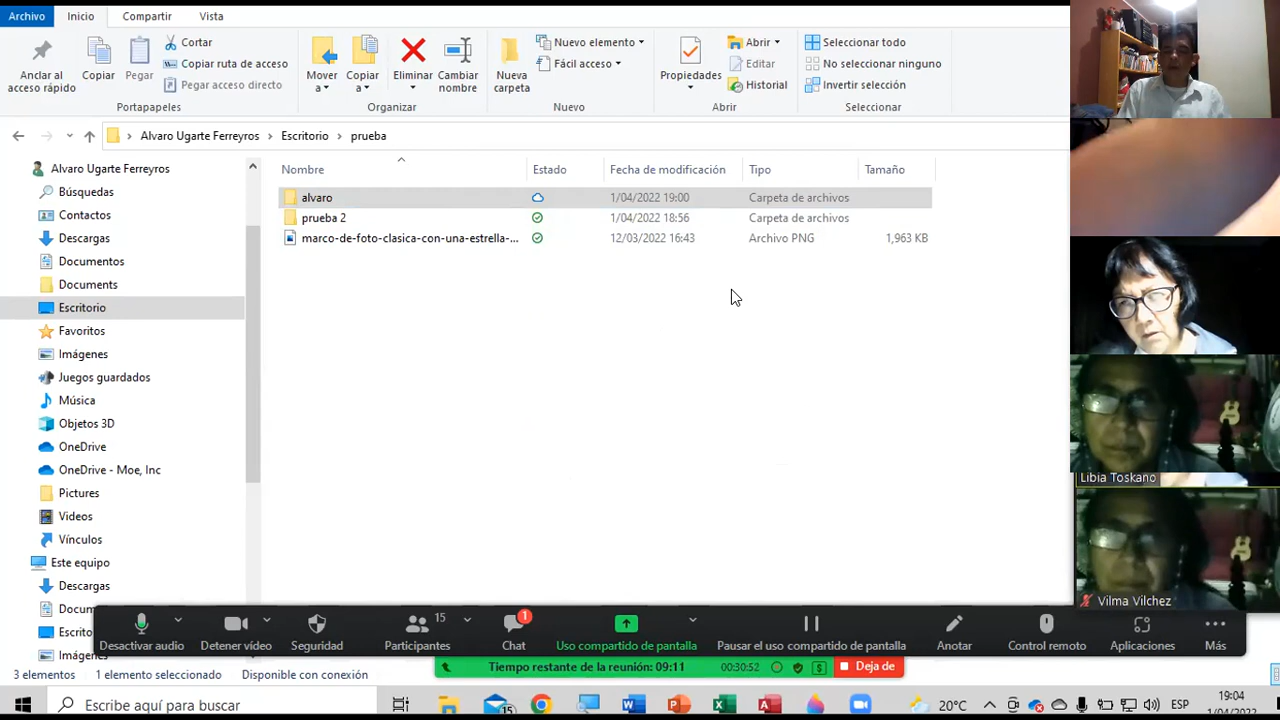 Archivo Inicio Compartir Vista
Anclar al acceso rápido
Copiar
Pegar
Cortar
Copiar ruta de acceso
Pegar acceso directo
Portapapeles
Mover a
Copiar a
Eliminar
Cambiar nombre
Organizar
Nueva carpeta
Nuevo elemento
Fácil acceso
Nuevo
Propiedades
Abrir
Editar
Historial
Abrir
Seleccionar todo
No seleccionar ninguno
Invertir selección
Seleccionar
Alvaro Ugarte Ferreyros > Escritorio > prueba
Alvaro Ugarte Ferreyros
Búsquedas
Contactos
Descargas
Documentos
Documents
Escritorio
Favoritos
Imágenes
Juegos guardados
Música
Objetos 3D
OneDrive
OneDrive - Moe, Inc
Pictures
Videos
Vínculos
Este equipo
Descargas
Docum
Escrito
Imágenes
Nombre Estado Fecha de modificación Tipo Tamaño
alvaro 1/04/2022 19:00 Carpeta de archivos
prueba 2 1/04/2022 18:56 Carpeta de archivos
marco-de-foto-clasica-con-una-estrella-... 12/03/2022 16:43 Archivo PNG 1,963 KB
Libia Toskano
Vilma Vilchez
15 1
Desactivar audio Detener video Seguridad Participantes Chat Uso compartido de pantalla Pausar el uso compartido de pantalla Anotar Control remoto Aplicaciones Más
Tiempo restante de la reunión: 09:11 00:30:52 Deja de
3 elementos 1 elemento seleccionado Disponible con conexión
Escribe aquí para buscar 15 20°C ESP 19:04
1/04/2022